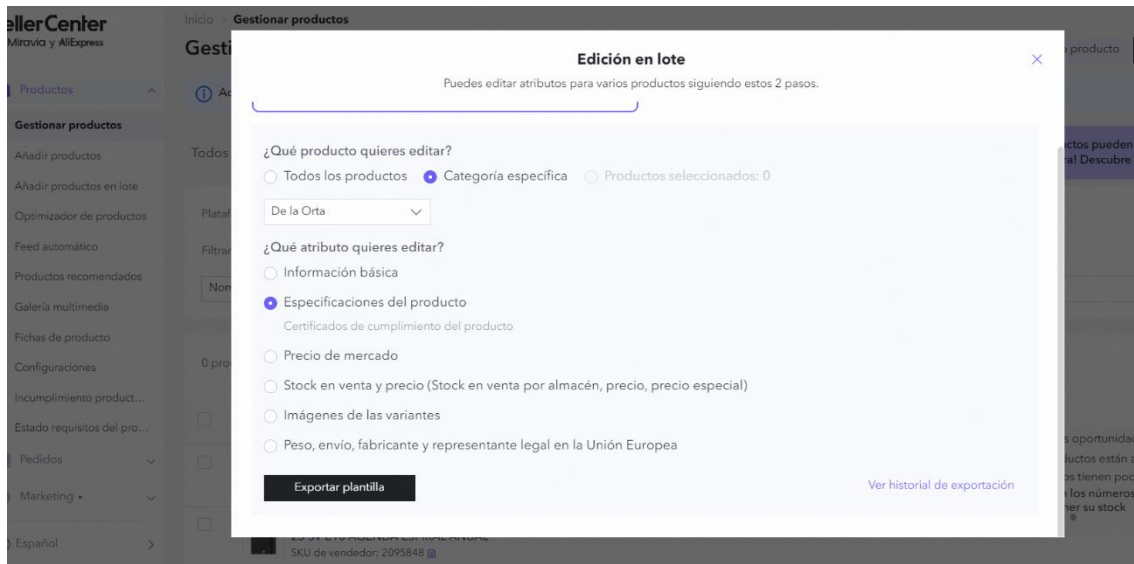 ellerCenter
Miravia y AliExpress
Inicio > Gestionar productos
Gesti
o producto
Edición en lote
Puedes editar atributos para varios productos siguiendo estos 2 pasos.
Productos
Gestionar productos
Añadir productos
Añadir productos en lote
Optimizador de productos
Feed automático
Productos recomendados
Galería multimedia
Fichas de producto
Configuraciones
Incumplimiento product...
Estado requisitos del pro...
Pedidos
Marketing
Español
Ac
Todos
Plataf
Filtrar
Nom
0 pro
¿Qué producto quieres editar?
Todos los productos
Categoría específica
Productos seleccionados: 0
De la Orta
¿Qué atributo quieres editar?
Información básica
Especificaciones del producto
Certificados de cumplimiento del producto
Precio de mercado
Stock en venta y precio (Stock en venta por almacén, precio, precio especial)
Imágenes de las variantes
Peso, envío, fabricante y representante legal en la Unión Europea
Exportar plantilla
Ver historial de exportación
ctos pueden
ra! Descubre
s oportunidad
ductos están a
os tienen poc
n los números
ner su stock
SKU de vendedor: 2095848